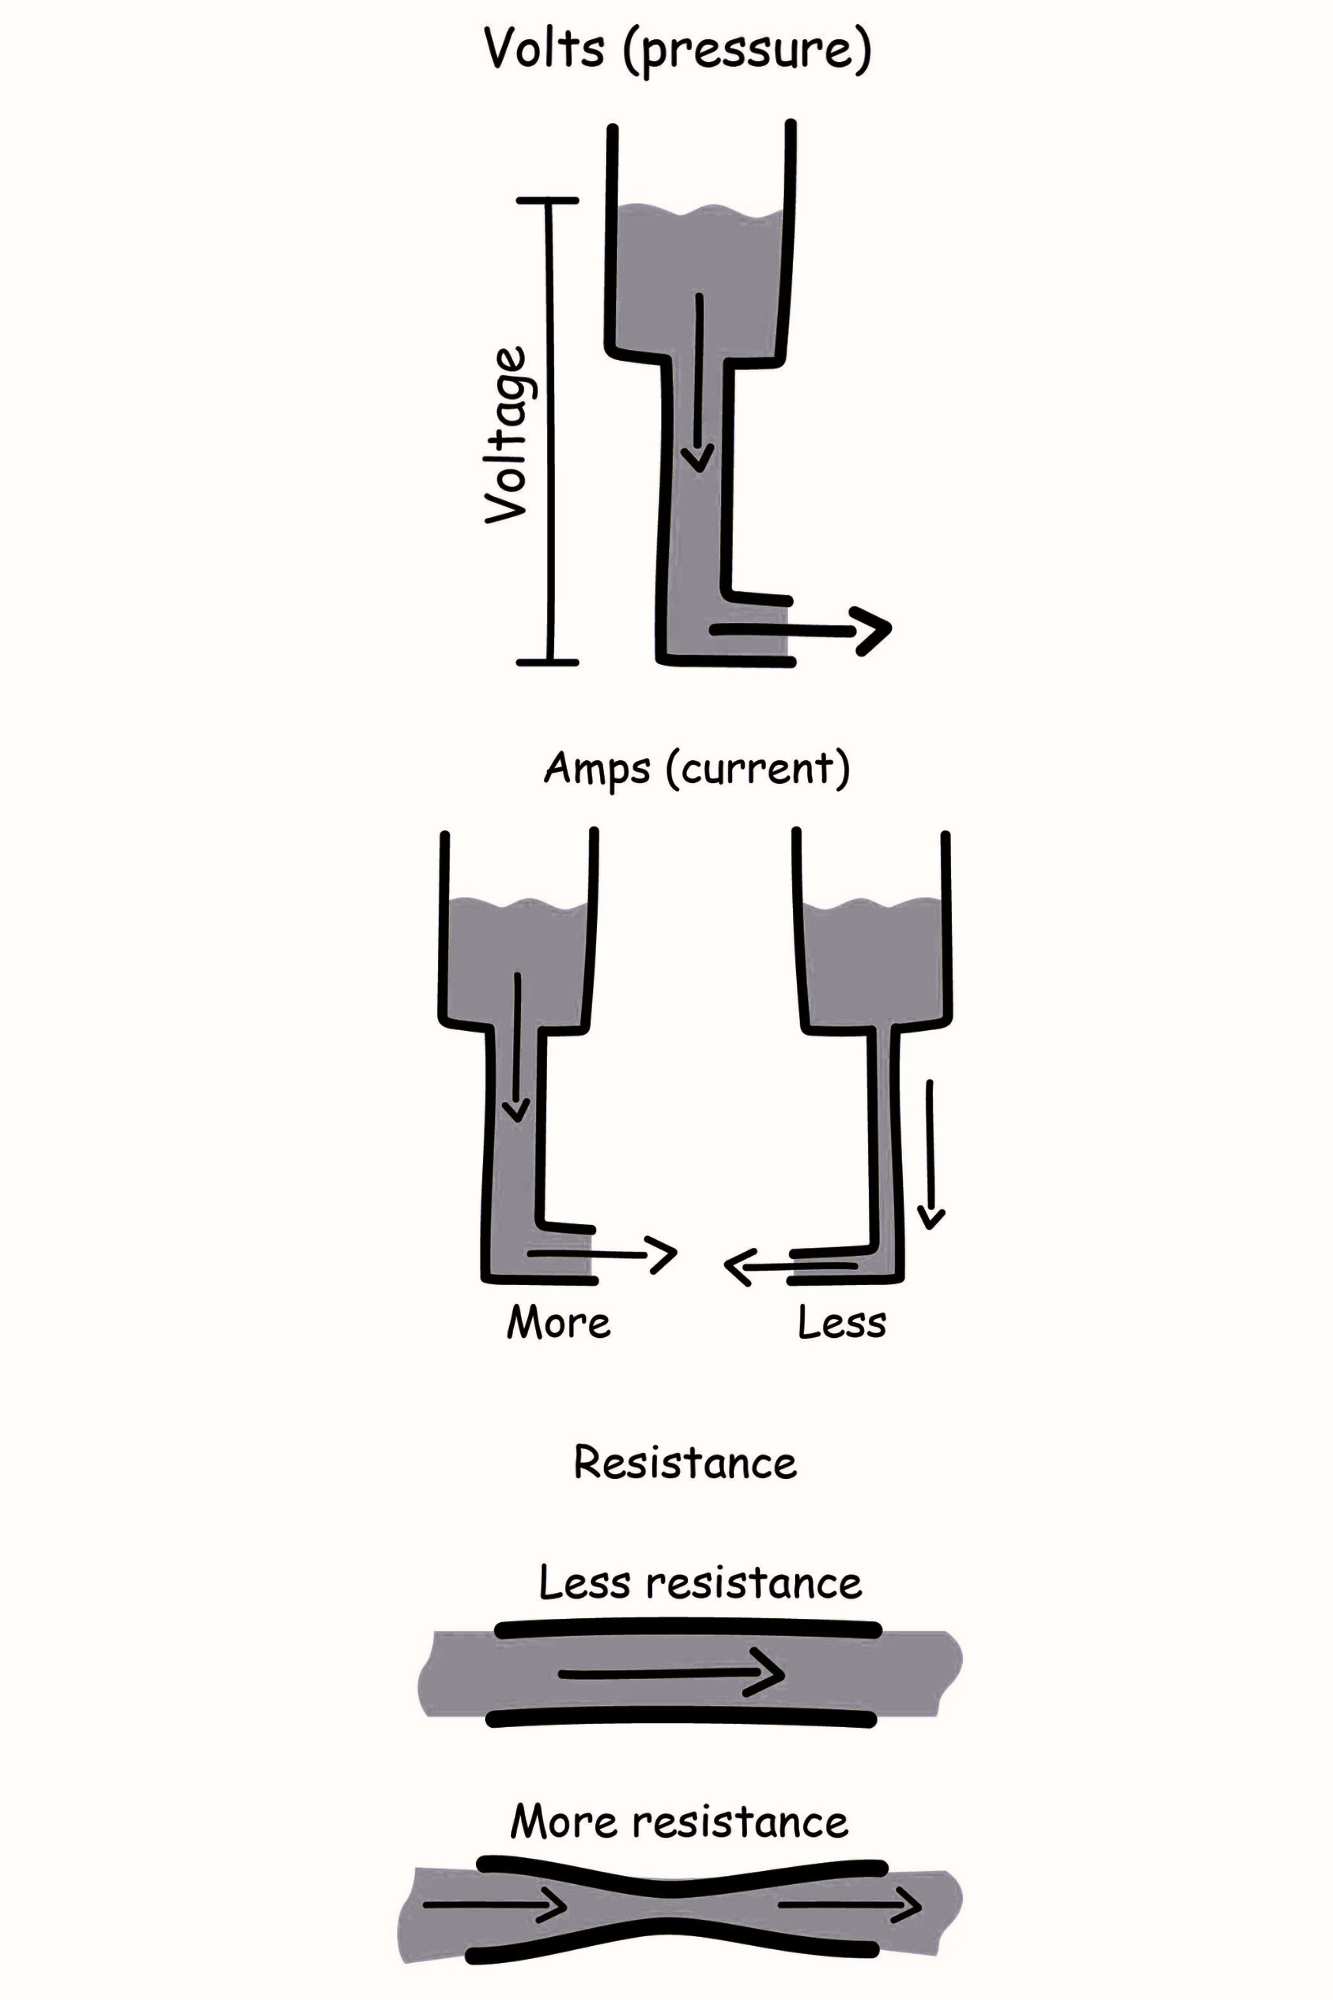 Volts (pressure)
Voltage
Amps (current)
More
Less
Resistance
Less resistance
More resistance